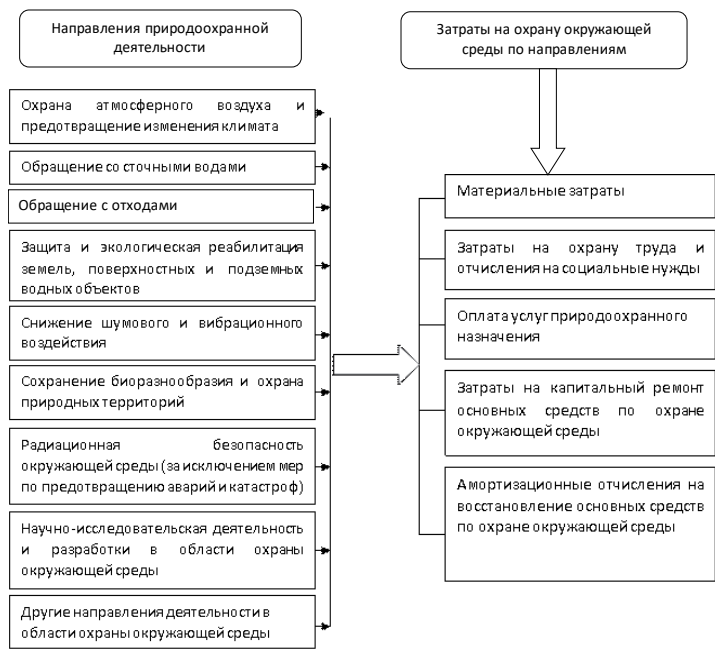 Направления природоохранной
деятельности
Охрана атмосферного воздуха и
предотвращение изменения климата
Обращение со сточными водами
Обращение с отходами
Защита и экологическая реабилитация
земель, поверхностных и подземных
водных объектов
Снижение шумового и вибрационного
воздействия
Сохранение биоразнообразия и охрана
природных территорий
Радиационная безопасность
окружающей среды (за исключением мер
по предотвращению аварий и катастроф)
Научно-исследовательская деятельность
и разработки в области охраны
окружающей среды
Другие направления деятельности в
области охраны окружающей среды
Затраты на охрану окружающей
среды по направлениям
Материальные затраты
Затраты на охрану труда и
отчисления на социальные нужды
Оплата услуг природоохранного
назначения
Затраты на капитальный ремонт
основных средств по охране
окружающей среды
Амортизационные отчисления на
восстановление основных средств
по охране окружающей среды